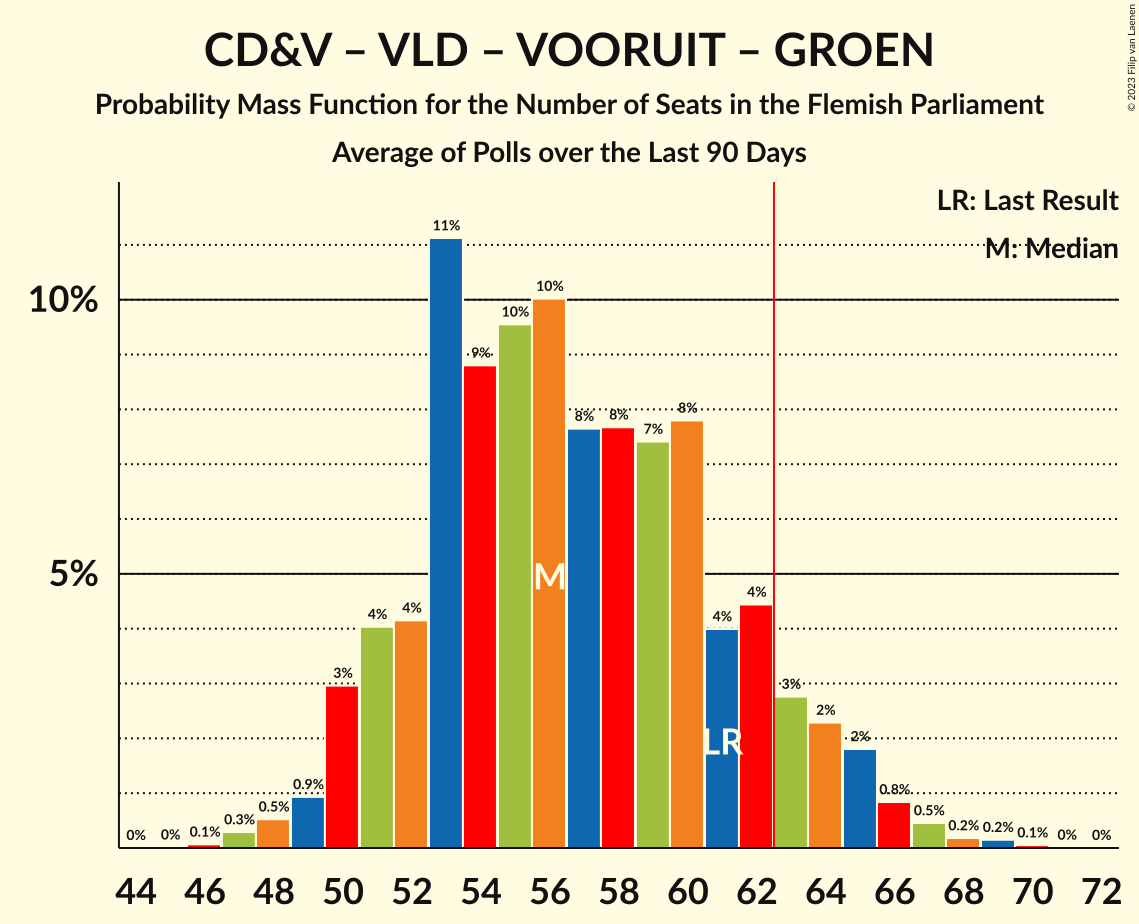 CD&V – VLD – VOORUIT – GROEN
Probability Mass Function for the Number of Seats in the Flemish Parliament
Average of Polls over the Last 90 Days
© 2023 Filip van Laenen
LR: Last Result
M: Median
10%
5%
0% 0% 0.1% 0.3% 0.5% 0.9% 3% 4% 4% 11% 9% 10% 10% 8% 8% 7% 8% 4% 4% 3% 2% 2% 0.8% 0.5% 0.2% 0.2% 0.1% 0% 0%
M
LR
44 46 48 50 52 54 56 58 60 62 64 66 68 70 72